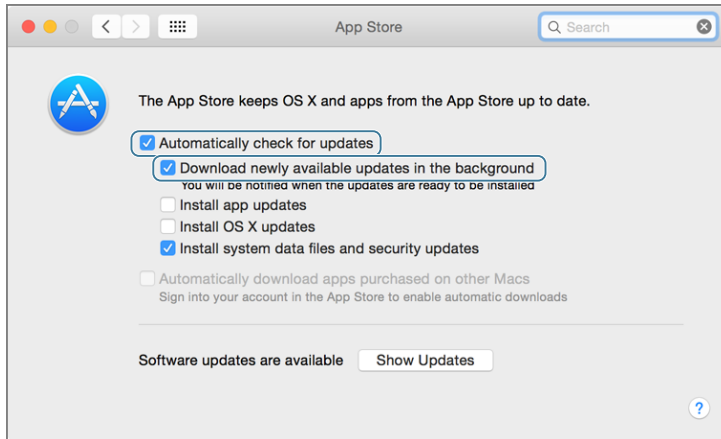 App Store
Search
The App Store keeps OS X and apps from the App Store up to date.
Automatically check for updates
Download newly available updates in the background
You will be notified when the updates are ready to be installed
Install app updates
Install OS X updates
Install system data files and security updates
Automatically download apps purchased on other Macs
Sign into your account in the App Store to enable automatic downloads
Software updates are available
Show Updates
?